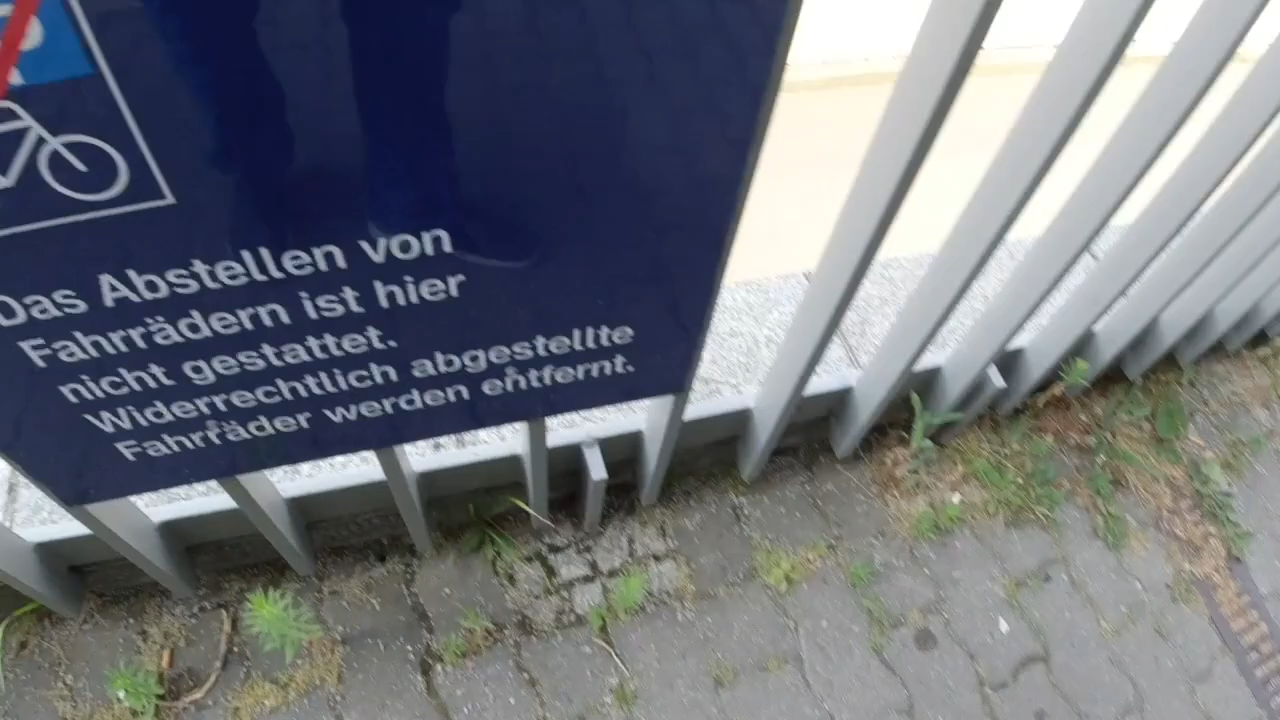 Das Abstellen von
Fahrrädern ist hier
nicht gestattet.
Widerrechtlich abgestellte
Fahrräder werden entfernt.